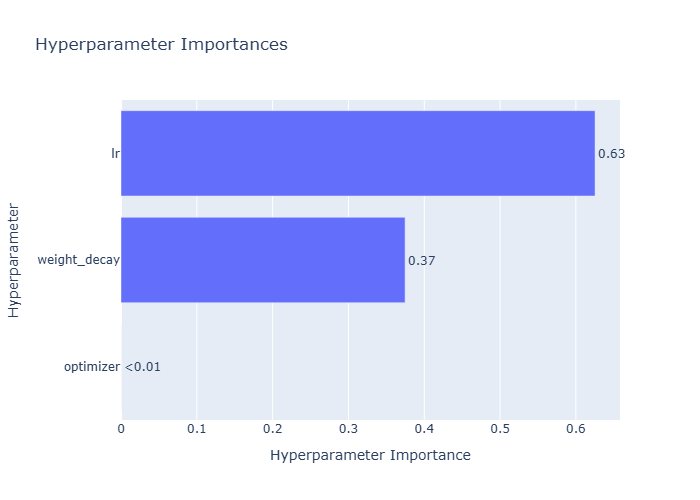 Hyperparameter Importances
Hyperparameter
lr
0.63
weight_decay
0.37
optimizer
<0.01
0
0.1
0.2
0.3
0.4
0.5
0.6
Hyperparameter Importance